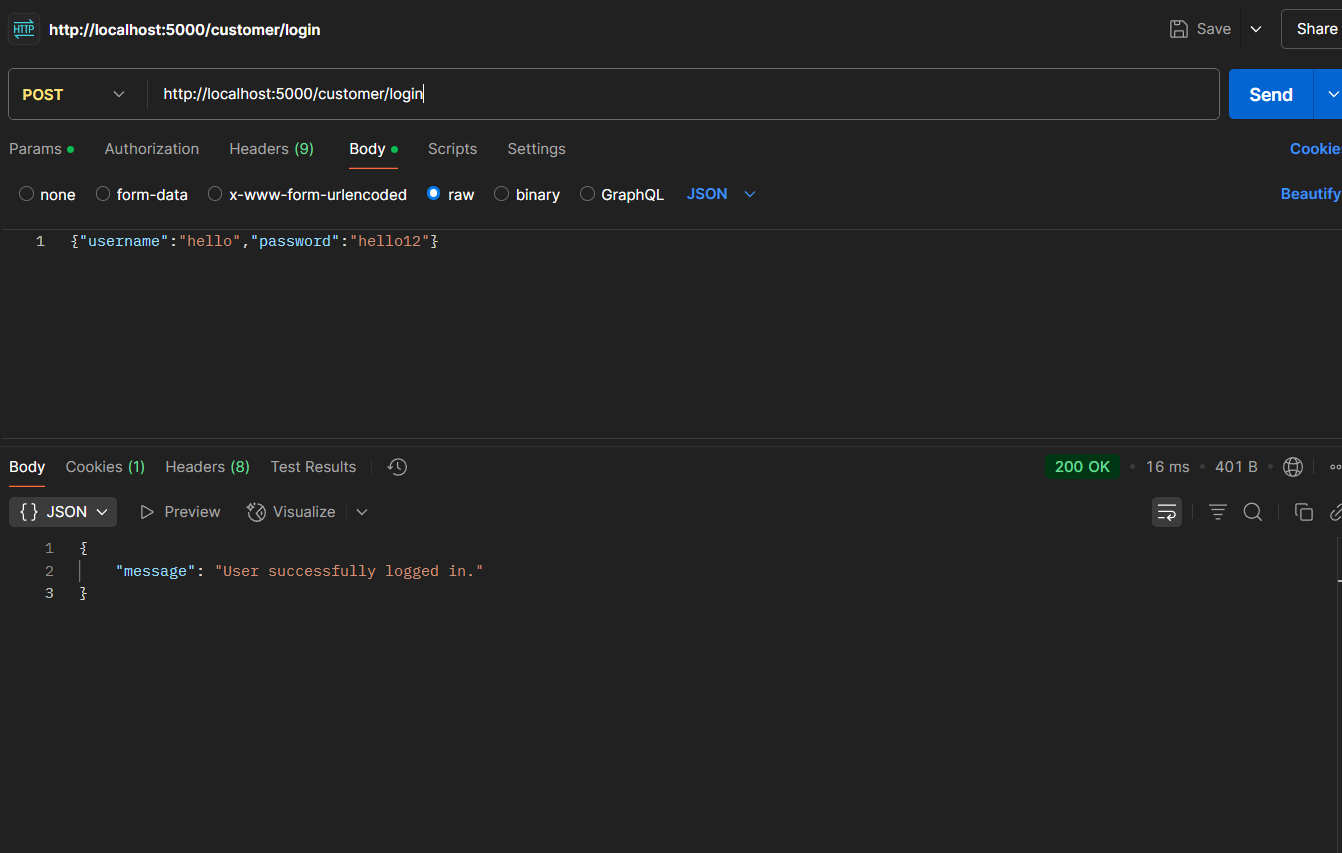 HTTP http://localhost:5000/customer/login Save Share
POST http://localhost:5000/customer/login Send
Params Authorization Headers (9) Body Scripts Settings Cookie
none form-data x-www-form-urlencoded raw binary GraphQL JSON Beautify
1 {"username":"hello","password":"hello12"}
Body Cookies (1) Headers (8) Test Results 200 OK • 16 ms • 401 B •
{} JSON Preview Visualize
1 {
2 "message": "User successfully logged in."
3 }